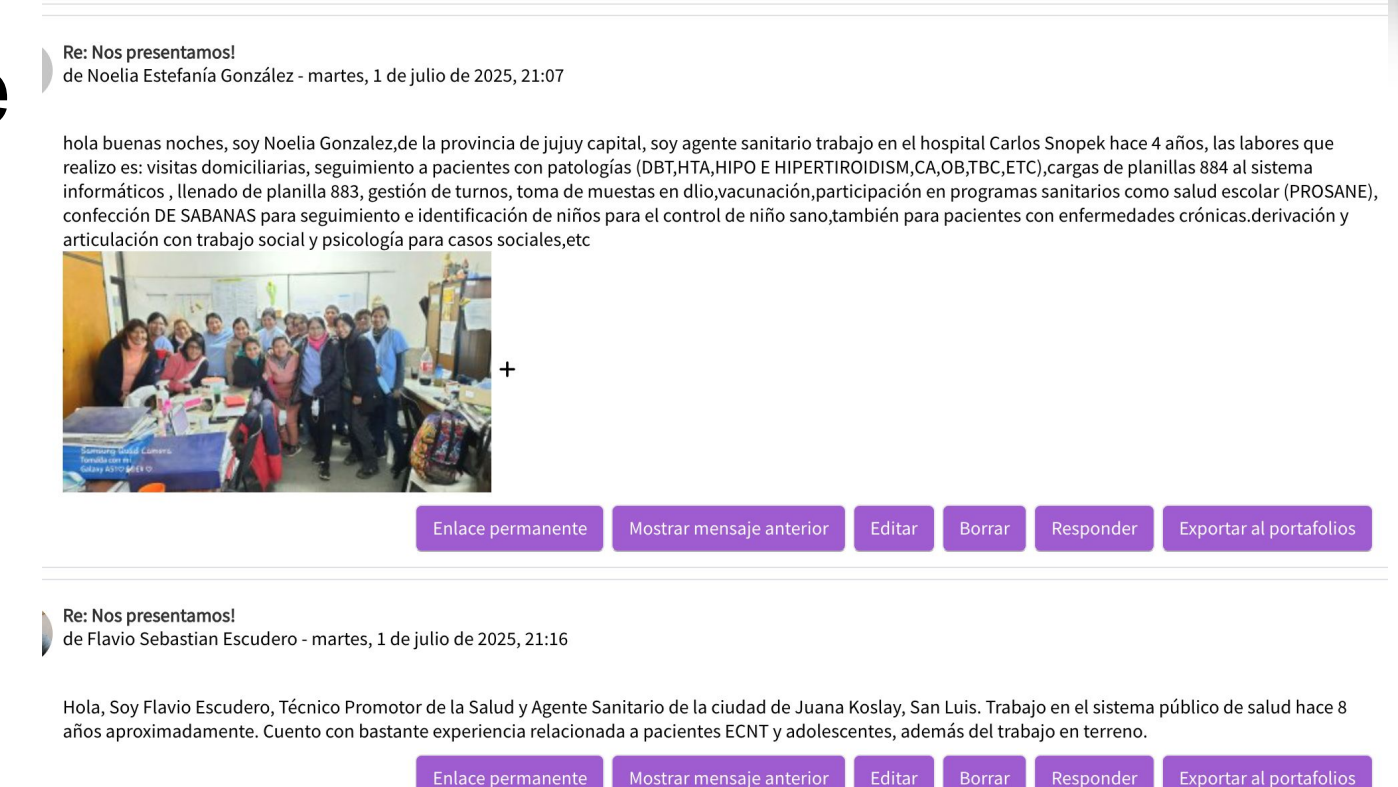 e
Re: Nos presentamos!
de Noelia Estefanía González - martes, 1 de julio de 2025, 21:07
hola buenas noches, soy Noelia Gonzalez,de la provincia de jujuy capital, soy agente sanitario trabajo en el hospital Carlos Snopek hace 4 años, las labores que
realizo es: visitas domiciliarias, seguimiento a pacientes con patologías (DBT,HTA,HIPO E HIPERTIROIDISM,CA,OB,TBC,ETC),cargas de planillas 884 al sistema
informáticos , llenado de planilla 883, gestión de turnos, toma de muestas en dlio,vacunación,participación en programas sanitarios como salud escolar (PROSANE),
confección DE SABANAS para seguimiento e identificación de niños para el control de niño sano,también para pacientes con enfermedades crónicas.derivación y
articulación con trabajo social y psicología para casos sociales,etc
Samsung Quad Camera
Tomada con mi
Galaxy
+
Enlace permanente Mostrar mensaje anterior Editar Borrar Responder Exportar al portafolios
Re: Nos presentamos!
de Flavio Sebastian Escudero - martes, 1 de julio de 2025, 21:16
Hola, Soy Flavio Escudero, Técnico Promotor de la Salud y Agente Sanitario de la ciudad de Juana Koslay, San Luis. Trabajo en el sistema público de salud hace 8
años aproximadamente. Cuento con bastante experiencia relacionada a pacientes ECNT y adolescentes, además del trabajo en terreno.
Enlace permanente Mostrar mensaje anterior Editar Borrar Responder Exportar al portafolios